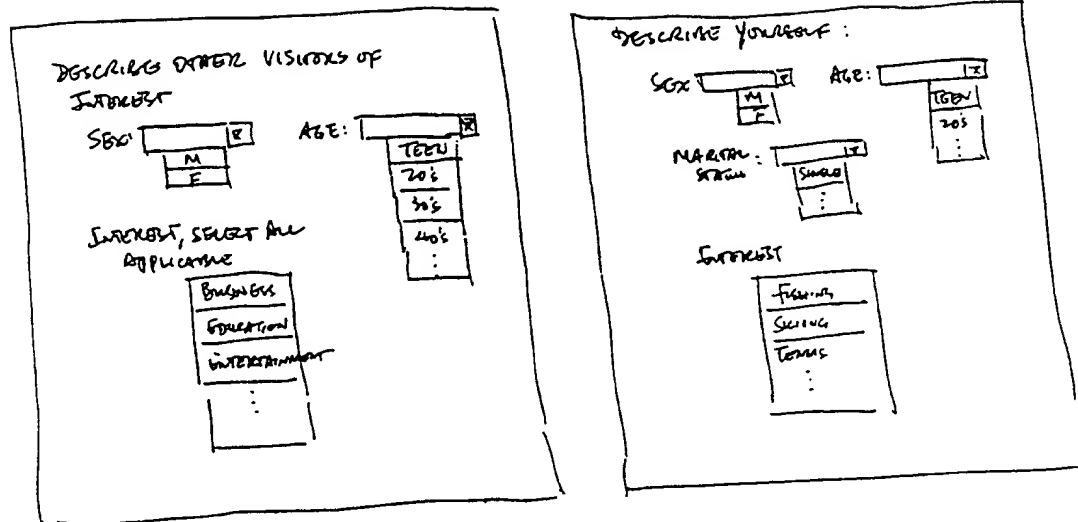 DESCRIBE OTHER VISITORS OF
INTEREST
SEX:
M
F
AGE:
TEEN
20's
30's
40's
INTEREST, SELECT ALL
APPLICABLE
BUSINESS
EDUCATION
ENTERTAINMENT
DESCRIBE YOURSELF:
SEX
M
F
AGE:
TEEN
20's
MARITAL
STATUS:
SINGLE
INTEREST
FISHING
SKIING
TENNIS